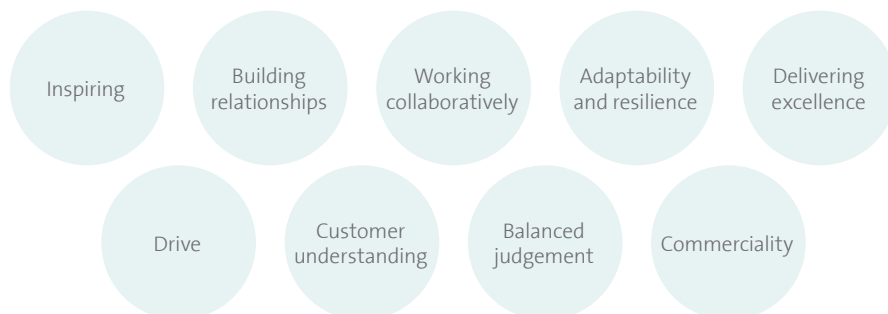 Inspiring
Building
relationships
Working
collaboratively
Adaptability
and resilience
Delivering
excellence
Drive
Customer
understanding
Balanced
judgement
Commerciality